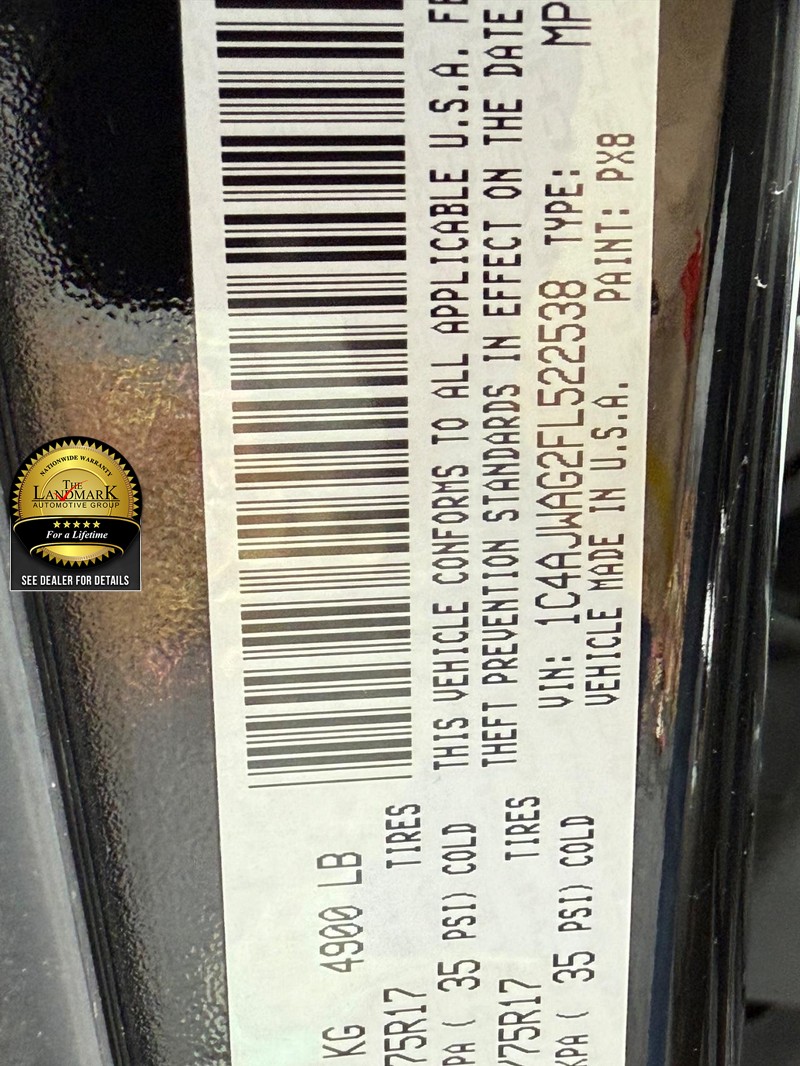 KG 4900 LB
75R17 TIRES
PA ( 35 PSI) COLD
/75R17 TIRES
KPA ( 35 PSI) COLD
THIS VEHICLE CONFORMS TO ALL APPLICABLE U.S.A. FE
THEFT PREVENTION STANDARDS IN EFFECT ON THE DATE
VIN: 1C4AJWAG2FL522538 TYPE: MP
VEHICLE MADE IN U.S.A. PAINT: PX8
NATIONWIDE WARRANTY
THE
LANDMARK
AUTOMOTIVE GROUP
For a Lifetime
SEE DEALER FOR DETAILS